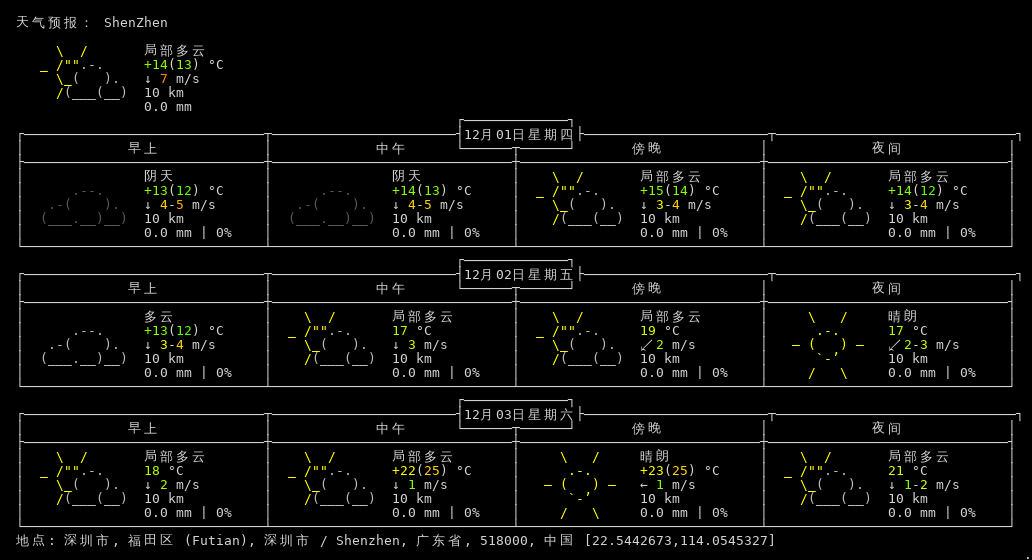 天气预报： ShenZhen
局部多云
+14(13) °C
↓ 7 m/s
10 km
0.0 mm
12月01日星期四
早上 中午 傍晚 夜间
阴天 阴天 局部多云 局部多云
+13(12) °C +14(13) °C +15(14) °C +14(12) °C
↓ 4-5 m/s ↓ 4-5 m/s ↓ 3-4 m/s ↓ 3-4 m/s
10 km 10 km 10 km 10 km
0.0 mm | 0% 0.0 mm | 0% 0.0 mm | 0% 0.0 mm | 0%
12月02日星期五
早上 中午 傍晚 夜间
多云 局部多云 局部多云 晴朗
+13(12) °C 17 °C 19 °C 17 °C
↓ 3-4 m/s ↓ 3 m/s ↙ 2 m/s ↙ 2-3 m/s
10 km 10 km 10 km 10 km
0.0 mm | 0% 0.0 mm | 0% 0.0 mm | 0% 0.0 mm | 0%
12月03日星期六
早上 中午 傍晚 夜间
局部多云 局部多云 晴朗 局部多云
18 °C +22(25) °C +23(25) °C 21 °C
↓ 2 m/s ↓ 1 m/s ← 1 m/s ↓ 1-2 m/s
10 km 10 km 10 km 10 km
0.0 mm | 0% 0.0 mm | 0% 0.0 mm | 0% 0.0 mm | 0%
地点: 深圳市, 福田区 (Futian), 深圳市 / Shenzhen, 广东省, 518000, 中国 [22.5442673,114.0545327]